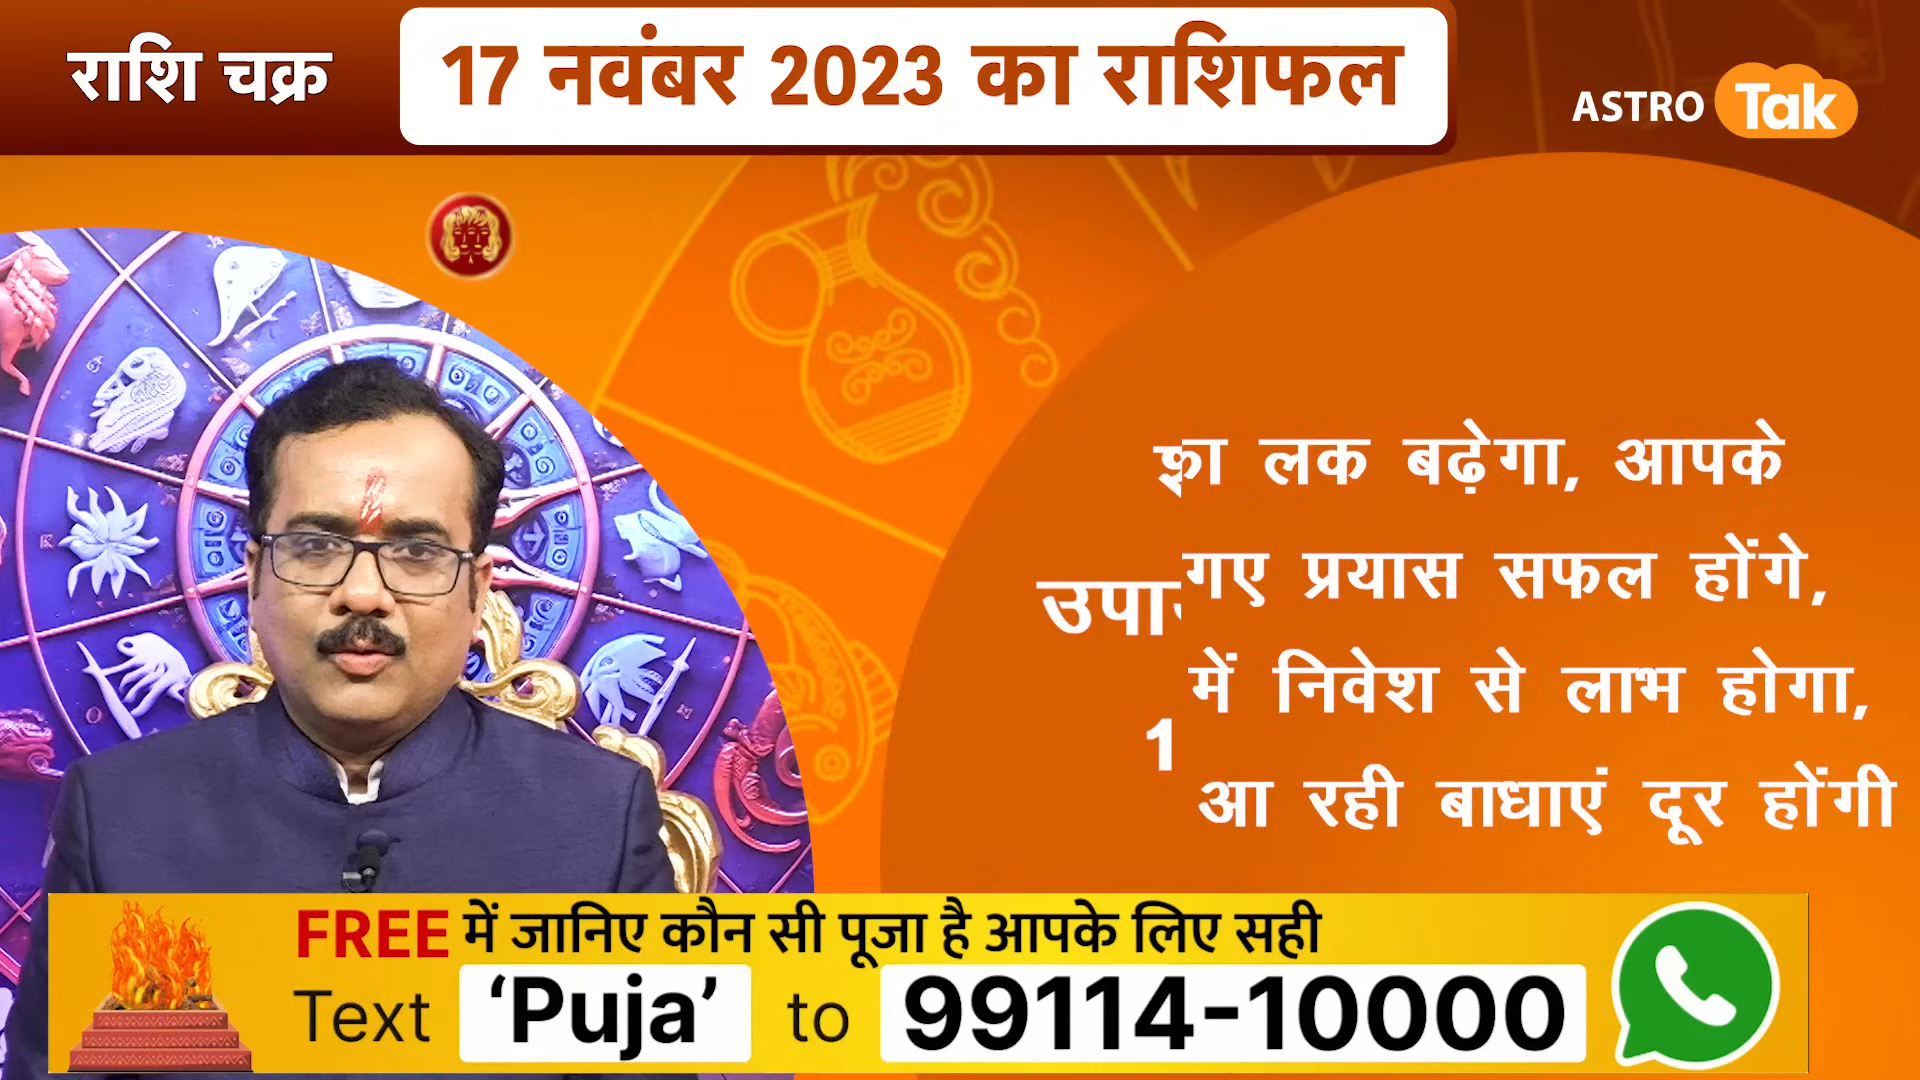 राशि चक्र
17 नवंबर 2023 का राशिफल
ASTRO Tak
लक बढ़ेगा, आपके
गए प्रयास सफल होंगे,
में निवेश से लाभ होगा,
1
आ रही बाधाएं दूर होंगी
FREE में जानिए कौन सी पूजा है आपके लिए सही
Text ‘Puja’ to 99114-10000